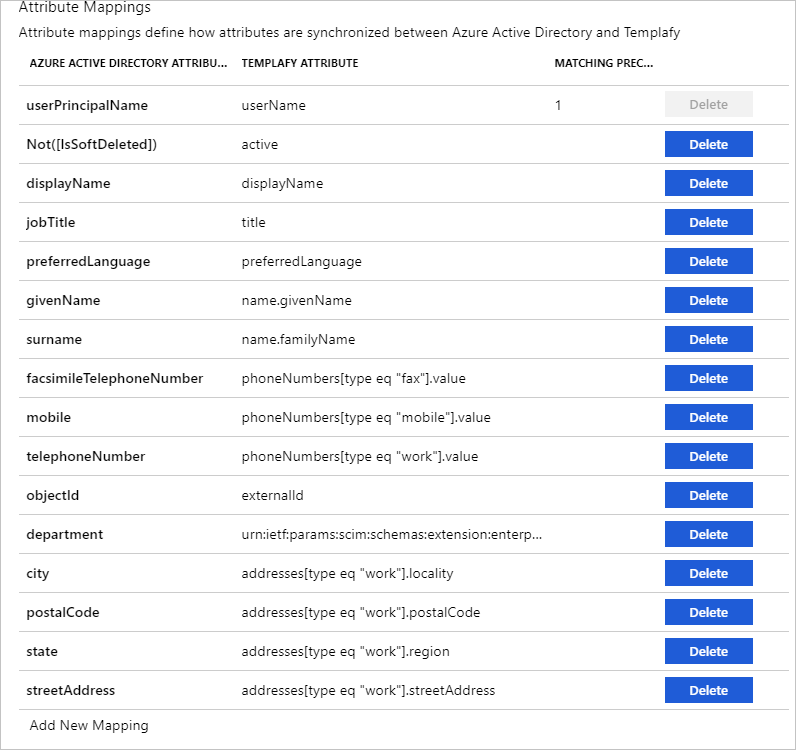 Attribute Mappings
Attribute mappings define how attributes are synchronized between Azure Active Directory and Templafy
AZURE ACTIVE DIRECTORY ATTRIBU... TEMPLAFY ATTRIBUTE MATCHING PREC...
userPrincipalName userName 1 Delete
Not([IsSoftDeleted]) active Delete
displayName displayName Delete
jobTitle title Delete
preferredLanguage preferredLanguage Delete
givenName name.givenName Delete
surname name.familyName Delete
facsimileTelephoneNumber phoneNumbers[type eq "fax"].value Delete
mobile phoneNumbers[type eq "mobile"].value Delete
telephoneNumber phoneNumbers[type eq "work"].value Delete
objectId externalId Delete
department urn:ietf:params:scim:schemas:extension:enterp... Delete
city addresses[type eq "work"].locality Delete
postalCode addresses[type eq "work"].postalCode Delete
state addresses[type eq "work"].region Delete
streetAddress addresses[type eq "work"].streetAddress Delete
Add New Mapping